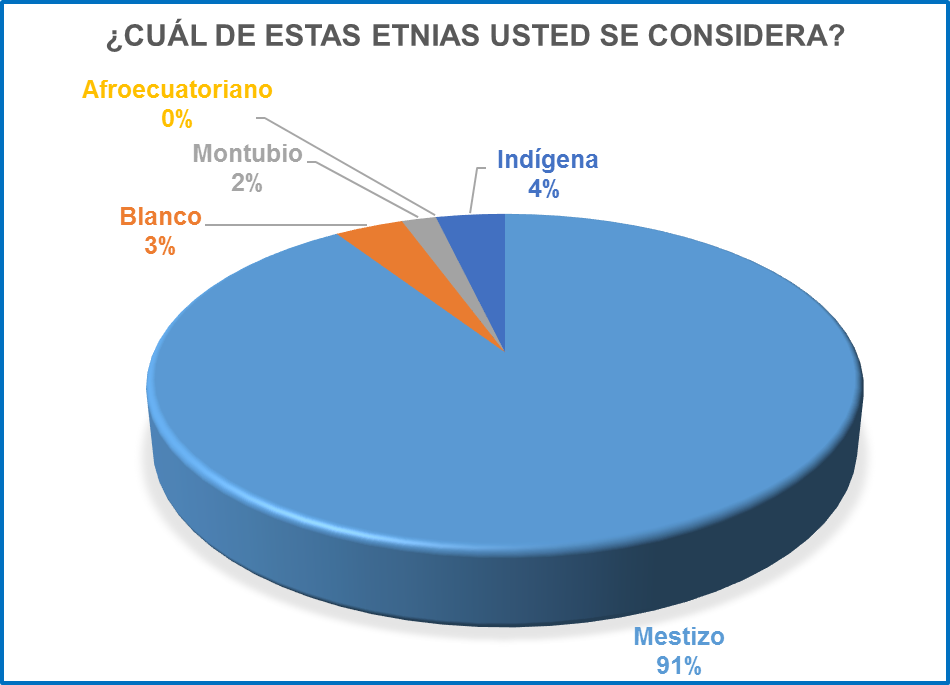 ¿CUÁL DE ESTAS ETNIAS USTED SE CONSIDERA?
Afroecuatoriano
0%
Montubio
2%
Indígena
4%
Blanco
3%
Mestizo
91%